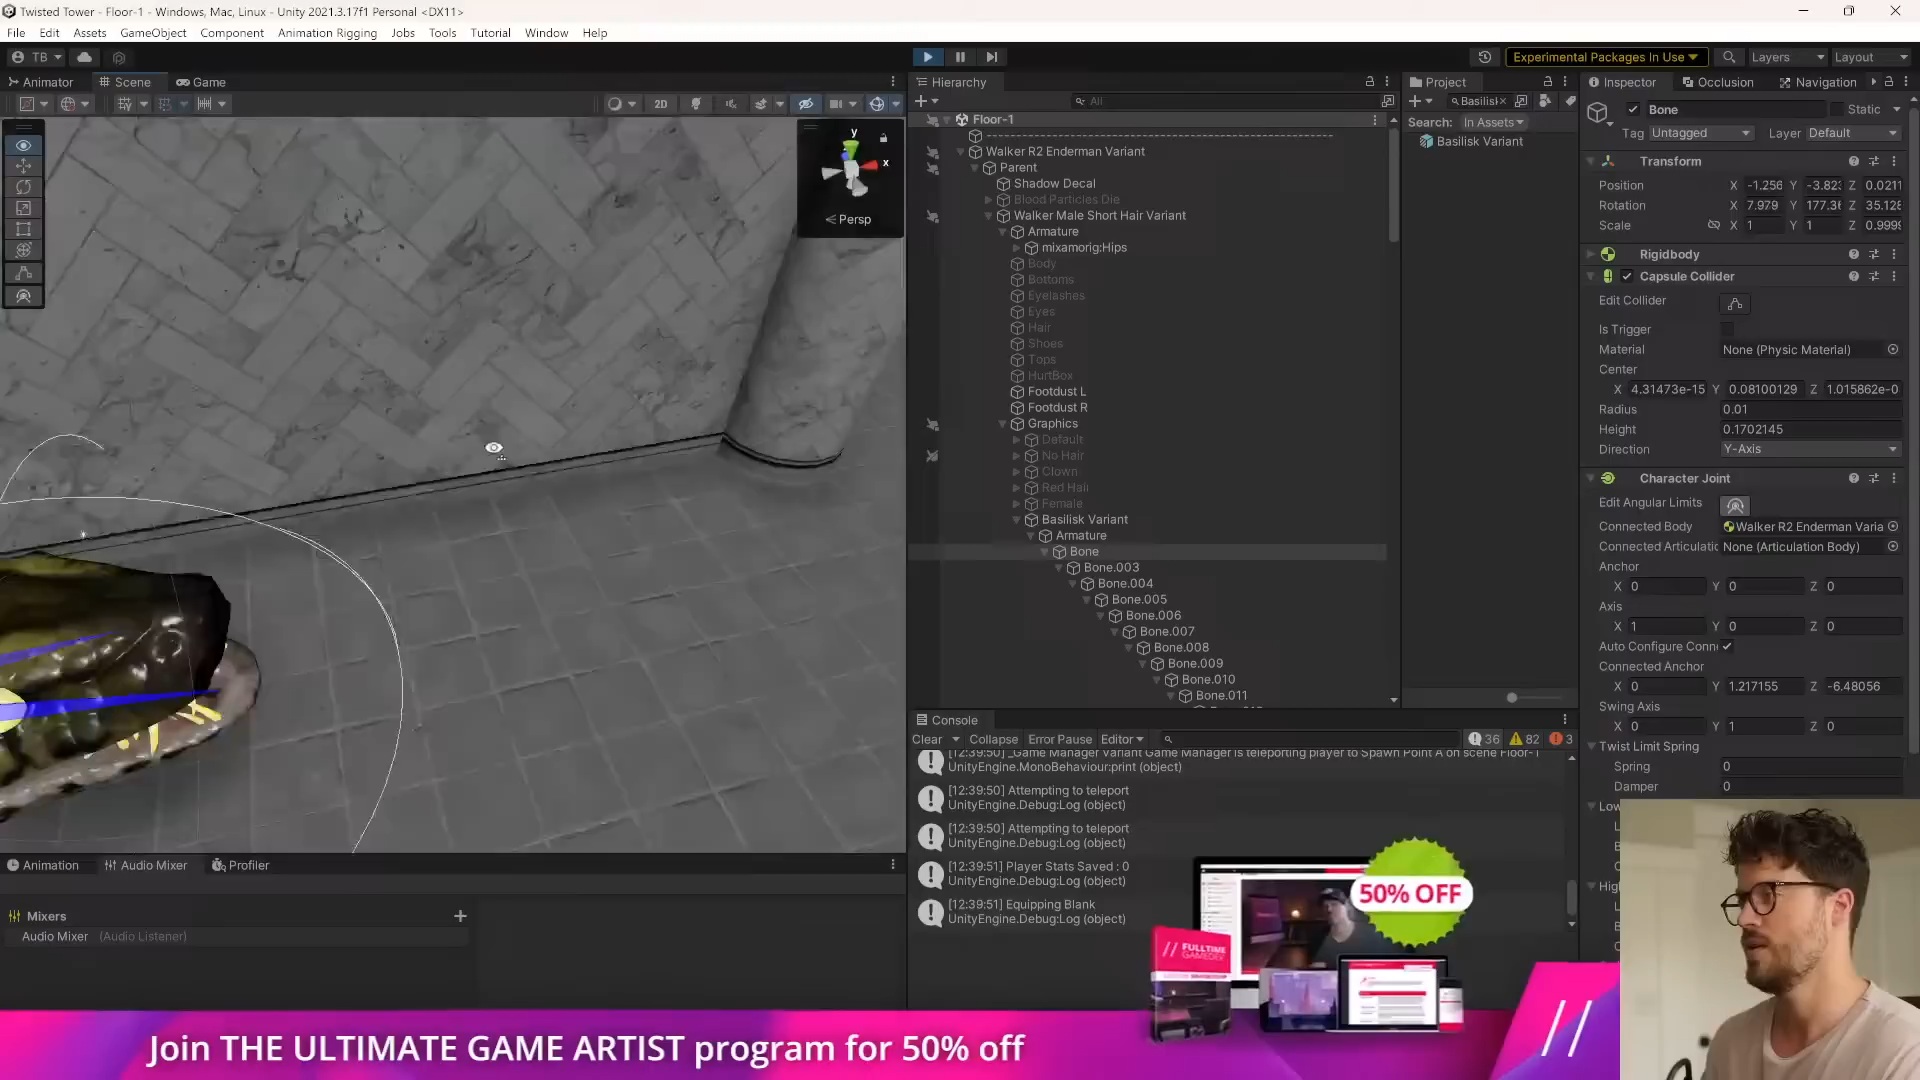 Twisted Tower - Floor-1 - Windows, Mac, Linux - Unity 2021.3.17f1 Personal <DX11>
File Edit Assets GameObject Component Animation Rigging Jobs Tools Tutorial Window Help
TB Experimental Packages In Use Layers Layout
Animator Scene Game
2D
y
x
Persp
Hierarchy
All
Floor-1
Walker R2 Enderman Variant
Parent
Shadow Decal
Blood Particles Die
Walker Male Short Hair Variant
Armature
mixamorig:Hips
Body
Bottoms
Eyelashes
Eyes
Hair
Shoes
Tops
HurtBox
Footdust L
Footdust R
Graphics
Default
No Hair
Clown
Red Hair
Female
Basilisk Variant
Armature
Bone
Bone.003
Bone.004
Bone.005
Bone.006
Bone.007
Bone.008
Bone.009
Bone.010
Bone.011
Project
Basilisk
Search: In Assets
Basilisk Variant
Inspector Occlusion Navigation
Bone Static
Tag Untagged Layer Default
Transform
Position X -1.256 Y -3.823 Z 0.0211
Rotation X 7.979 Y 177.36 Z 35.128
Scale X 1 Y 1 Z 0.9999
Rigidbody
Capsule Collider
Edit Collider
Is Trigger
Material None (Physic Material)
Center
X 4.31473e-15 Y 0.08100129 Z 1.015862e-0
Radius 0.01
Height 0.1702145
Direction Y-Axis
Character Joint
Edit Angular Limits
Connected Body Walker R2 Enderman Varia
Connected Articulatic None (Articulation Body)
Anchor
X 0 Y 0 Z 0
Axis
X 1 Y 0 Z 0
Auto Configure Conn
Connected Anchor
X 0 Y 1.217155 Z -6.48056
Swing Axis
X 0 Y 1 Z 0
Twist Limit Spring
Spring 0
Damper 0
Low
Hig
Console
Clear Collapse Error Pause Editor 36 82 3
[12:39:50] _Game Manager Variant Game Manager is teleporting player to Spawn Point A on scene Floor-1
UnityEngine.MonoBehaviour:print (object)
[12:39:50] Attempting to teleport
UnityEngine.Debug:Log (object)
[12:39:50] Attempting to teleport
UnityEngine.Debug:Log (object)
[12:39:51] Player Stats Saved : 0
UnityEngine.Debug:Log (object)
[12:39:51] Equipping Blank
UnityEngine.Debug:Log (object)
Animation Audio Mixer Profiler
Mixers
Audio Mixer (Audio Listener)
50% OFF
// FULLTIME
GAMEDEV
Join THE ULTIMATE GAME ARTIST program for 50% off
//